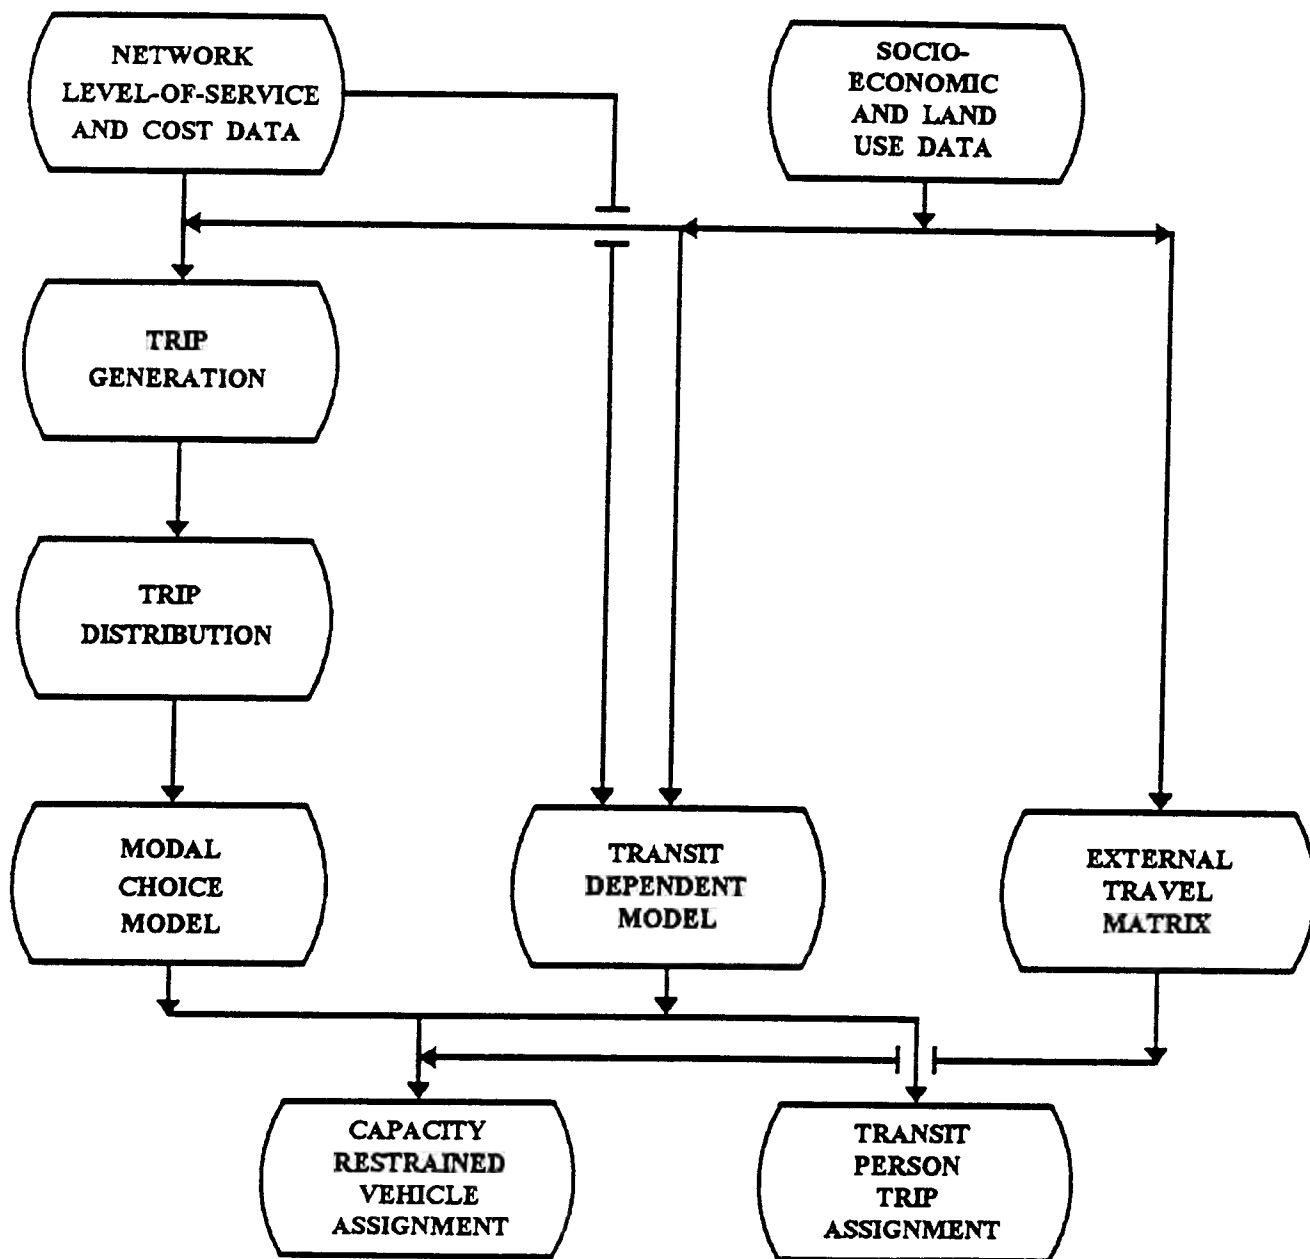 NETWORK
LEVEL-OF-SERVICE
AND COST DATA
SOCIO-
ECONOMIC
AND LAND
USE DATA
TRIP
GENERATION
TRIP
DISTRIBUTION
MODAL
CHOICE
MODEL
TRANSIT
DEPENDENT
MODEL
EXTERNAL
TRAVEL
MATRIX
CAPACITY
RESTRAINED
VEHICLE
ASSIGNMENT
TRANSIT
PERSON
TRIP
ASSIGNMENT